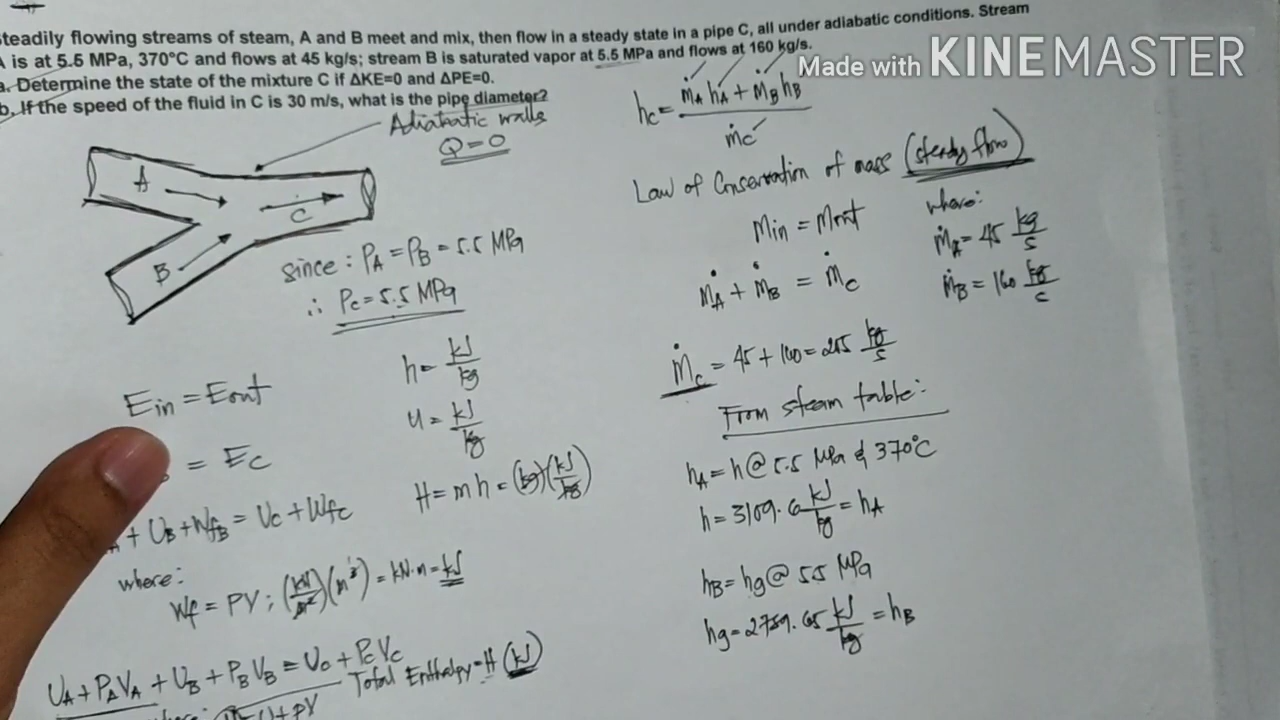 steadily flowing streams of steam, A and B meet and mix, then flow in a steady state in a pipe C, all under adiabatic conditions. Stream
A is at 5.5 MPa, 370°C and flows at 45 kg/s; stream B is saturated vapor at 5.5 MPa and flows at 160 kg/s.
a. Determine the state of the mixture C if ΔKE=0 and ΔPE=0.
b. If the speed of the fluid in C is 30 m/s, what is the pipe diameter?
Made with KINEMASTER
Adiabatic walls
Q=0
A
C
B
since: PA = PB = 5.5 MPa
∴ Pc = 5.5 MPa
Ein = Eout
= Ec
+ UB + WfB = Uc + Wfc
where:
Wf = PV; (kN/m²)(m³) = kN·m = kJ
UA + PAVA + UB + PBVB = Uc + PcVc
Total Enthalpy = H (kJ)
U+PV
h = kJ/kg
u = kJ/kg
H = mh = (kg)(kJ/kg)
hc = ṁA hA + ṁB hB / ṁc
Law of Conservation of mass (steady flow)
Min = Mout
ṁA + ṁB = ṁc
where:
ṁA = 45 kg/s
ṁB = 160 kg/s
ṁc = 45 + 160 = 205 kg/s
From steam table:
hA = h @ 5.5 MPa & 370°C
h = 3109.6 kJ/kg = hA
hB = hg @ 5.5 MPa
hg = 2789.65 kJ/kg = hB